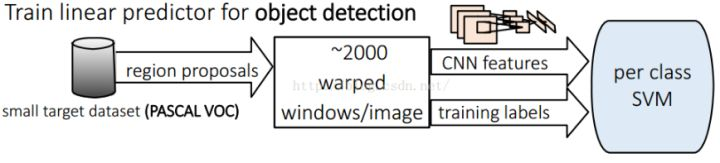 Train linear predictor for object detection
region proposals
small target dataset (PASCAL VOC)
~2000
warped
windows/image
CNN features
training labels
per class
SVM